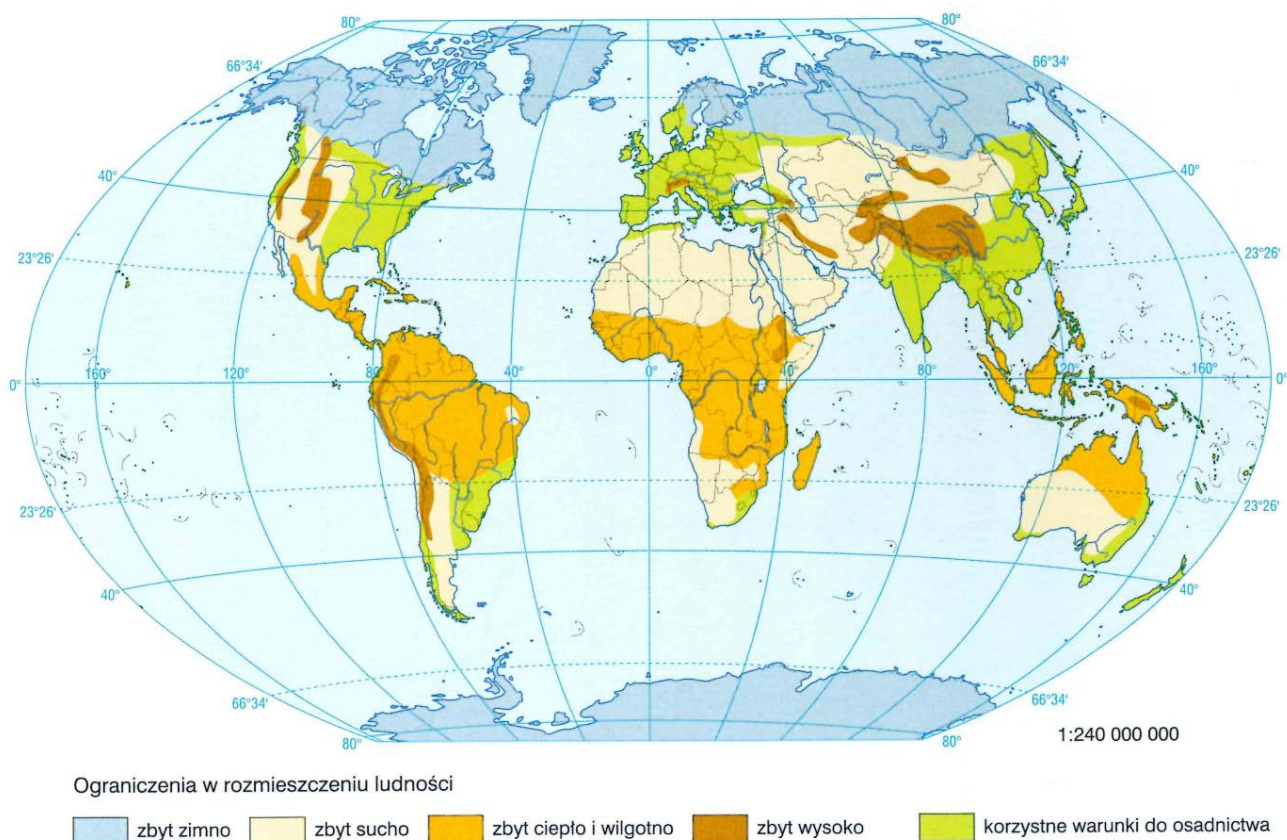 80° 80°
66°34' 66°34'
40° 40°
23°26' 23°26'
0° 160° 120° 80° 40° 0° 40° 80° 120° 160° 0°
23°26' 23°26'
40° 40°
66°34' 66°34'
80° 80°
1:240 000 000
Ograniczenia w rozmieszczeniu ludności
zbyt zimno zbyt sucho zbyt ciepło i wilgotno zbyt wysoko korzystne warunki do osadnictwa